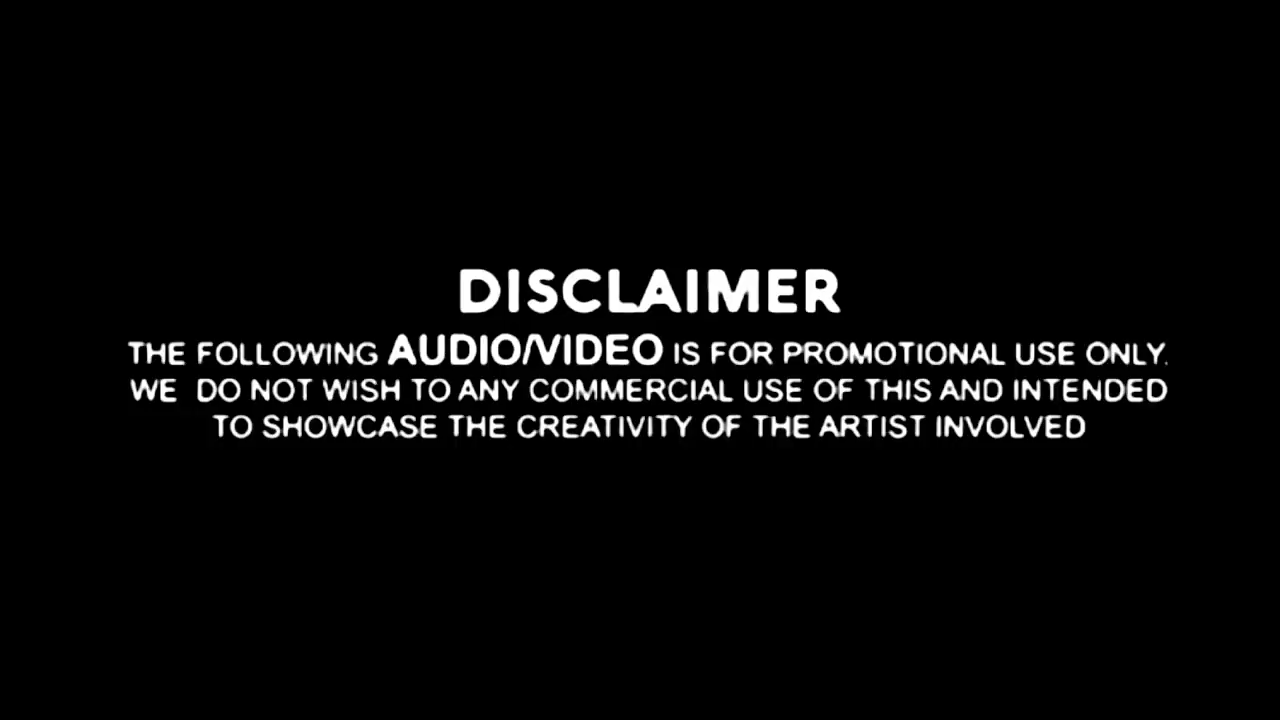 DISCLAIMER
THE FOLLOWING AUDIO/VIDEO IS FOR PROMOTIONAL USE ONLY.
WE DO NOT WISH TO ANY COMMERCIAL USE OF THIS AND INTENDED
TO SHOWCASE THE CREATIVITY OF THE ARTIST INVOLVED